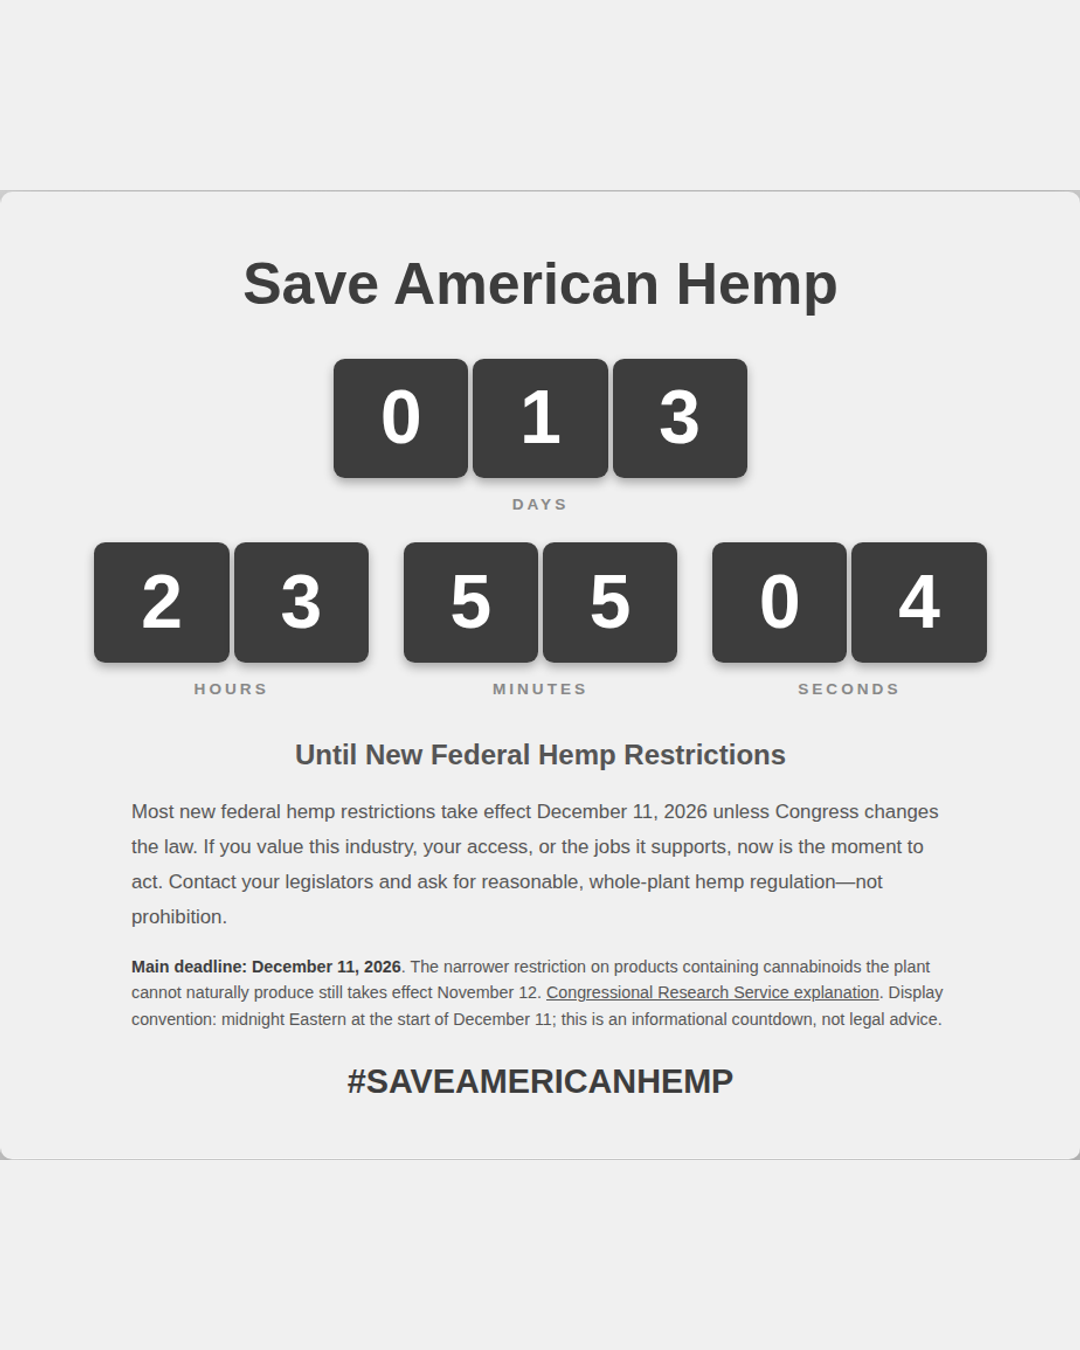 Save American Hemp
0 1 3
DAYS
2 3 5 5 0 4
HOURS MINUTES SECONDS
Until New Federal Hemp Restrictions
Most new federal hemp restrictions take effect December 11, 2026 unless Congress changes
the law. If you value this industry, your access, or the jobs it supports, now is the moment to
act. Contact your legislators and ask for reasonable, whole-plant hemp regulation—not
prohibition.
Main deadline: December 11, 2026. The narrower restriction on products containing cannabinoids the plant
cannot naturally produce still takes effect November 12. Congressional Research Service explanation. Display
convention: midnight Eastern at the start of December 11; this is an informational countdown, not legal advice.
#SAVEAMERICANHEMP